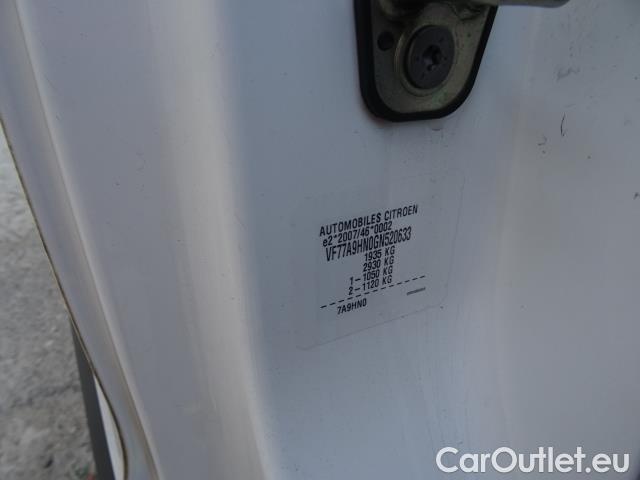 AUTOMOBILES CITROEN
e2*2007/46*0002
VF77A9HN0GN520633
1935 KG
2930 KG
1-1050 KG
2-1120 KG
7A9HN0
CarOutlet.eu